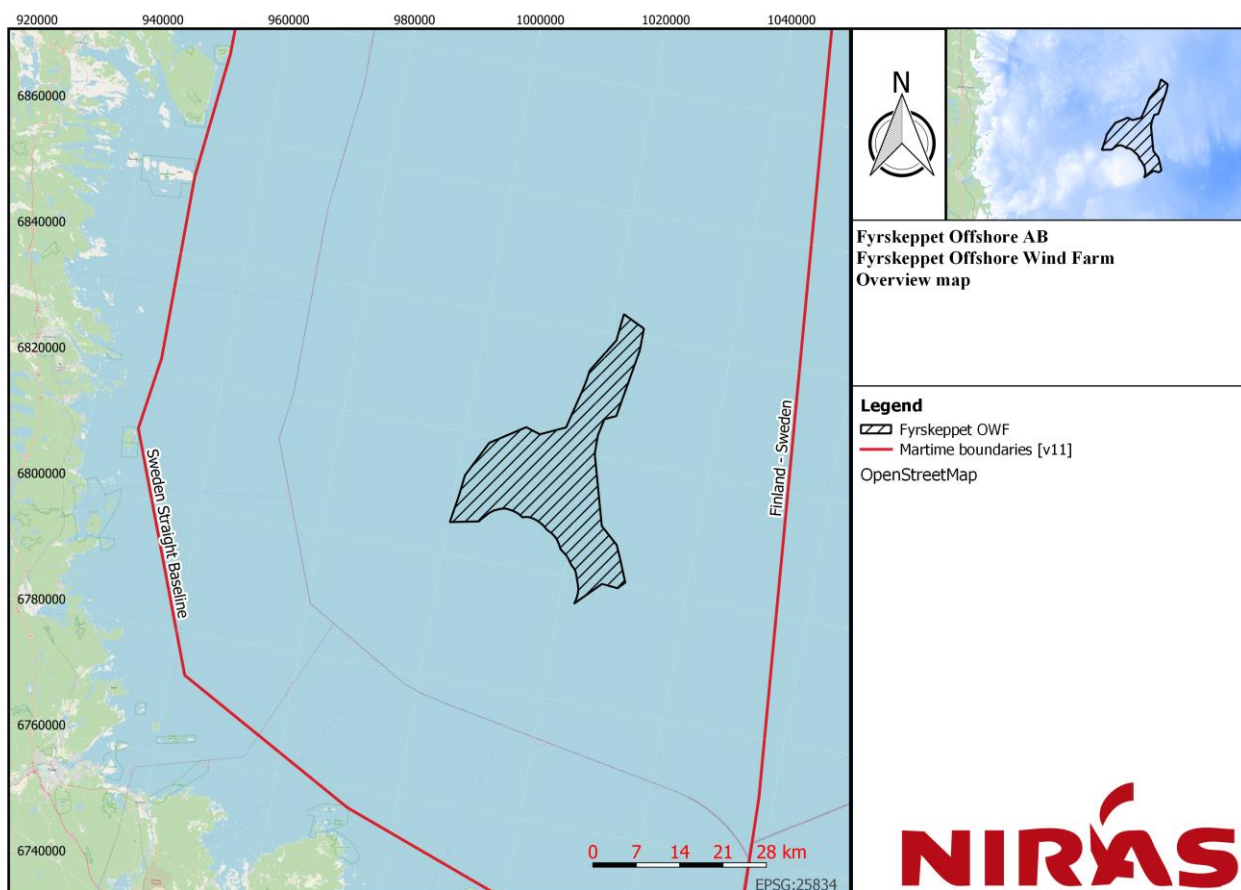 920000 940000 960000 980000 1000000 1020000 1040000
6860000
6840000
6820000
6800000
6780000
6760000
6740000
Sweden Straight Baseline
Finland - Sweden
0 7 14 21 28 km
EPSG:25834
N
Fyrskeppet Offshore AB
Fyrskeppet Offshore Wind Farm
Overview map
Legend
Fyrskeppet OWF
Martime boundaries [v11]
OpenStreetMap
NIRAS